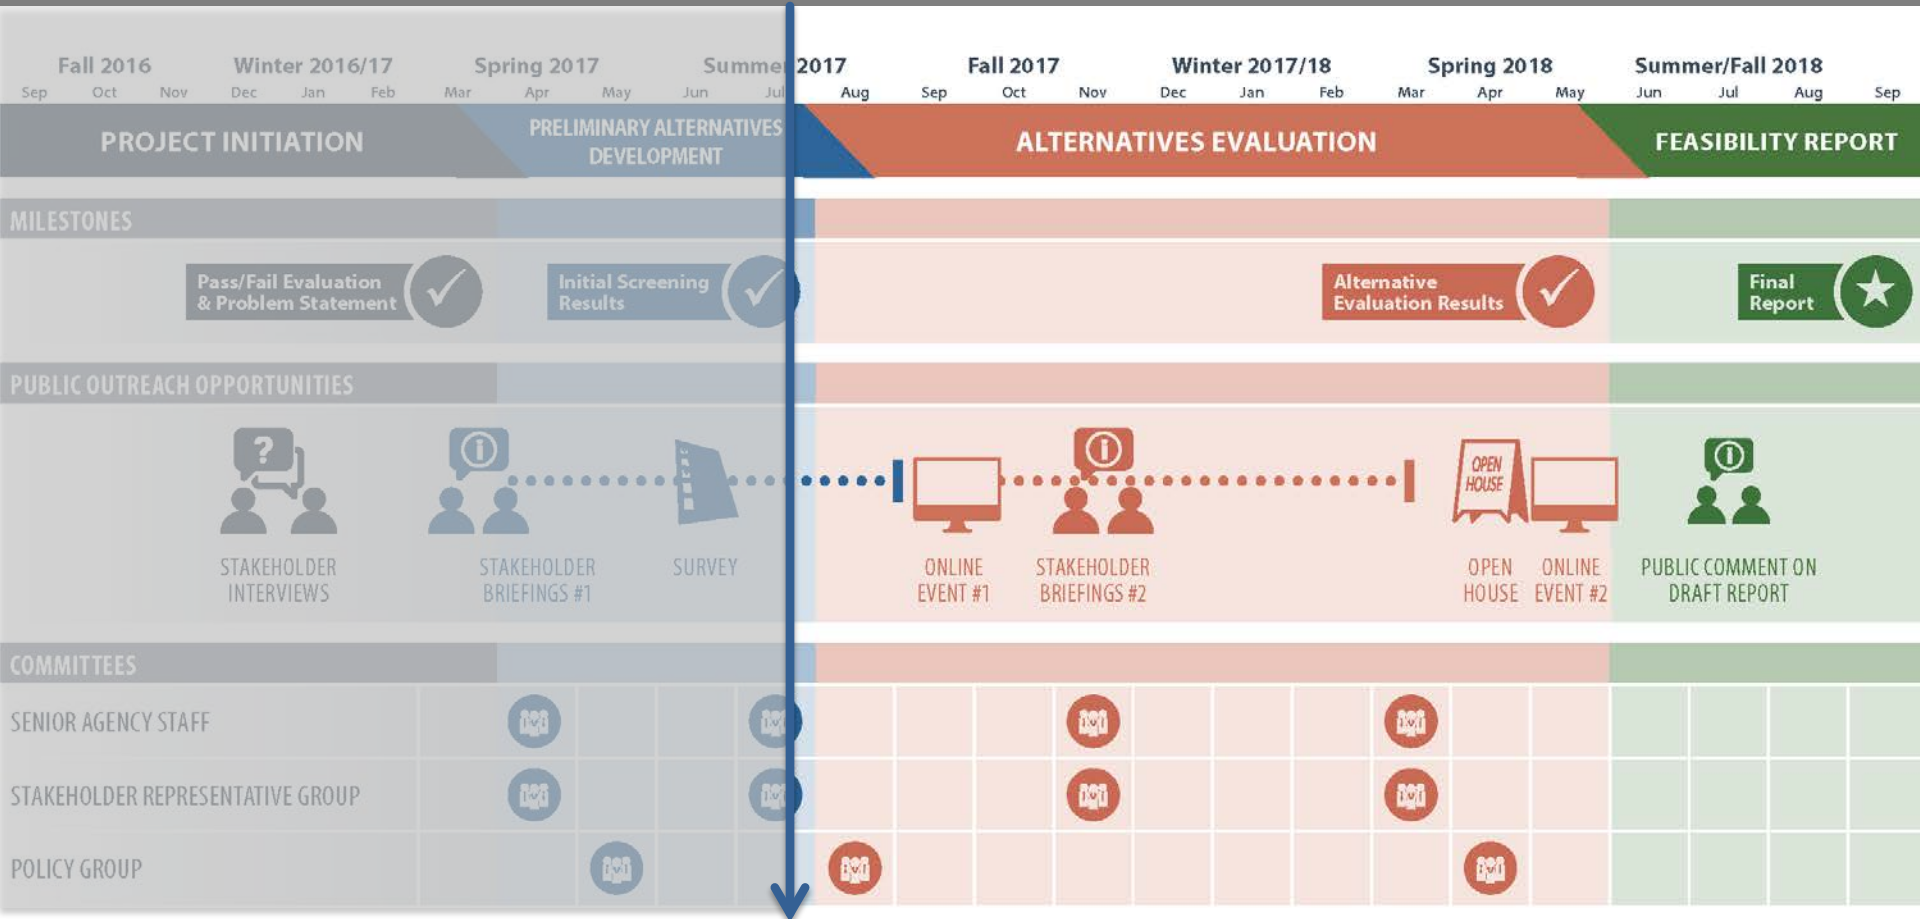 Fall 2016 Winter 2016/17 Spring 2017 Summer 2017 Fall 2017 Winter 2017/18 Spring 2018 Summer/Fall 2018
Sep Oct Nov Dec Jan Feb Mar Apr May Jun Jul Aug Sep Oct Nov Dec Jan Feb Mar Apr May Jun Jul Aug Sep
PROJECT INITIATION
PRELIMINARY ALTERNATIVES
DEVELOPMENT
ALTERNATIVES EVALUATION
FEASIBILITY REPORT
MILESTONES
Pass/Fail Evaluation
& Problem Statement
Initial Screening
Results
Alternative
Evaluation Results
Final
Report
PUBLIC OUTREACH OPPORTUNITIES
?
i
i
OPEN
HOUSE
i
STAKEHOLDER
INTERVIEWS
STAKEHOLDER
BRIEFINGS #1
SURVEY
ONLINE
EVENT #1
STAKEHOLDER
BRIEFINGS #2
OPEN
HOUSE
ONLINE
EVENT #2
PUBLIC COMMENT ON
DRAFT REPORT
COMMITTEES
SENIOR AGENCY STAFF
STAKEHOLDER REPRESENTATIVE GROUP
POLICY GROUP